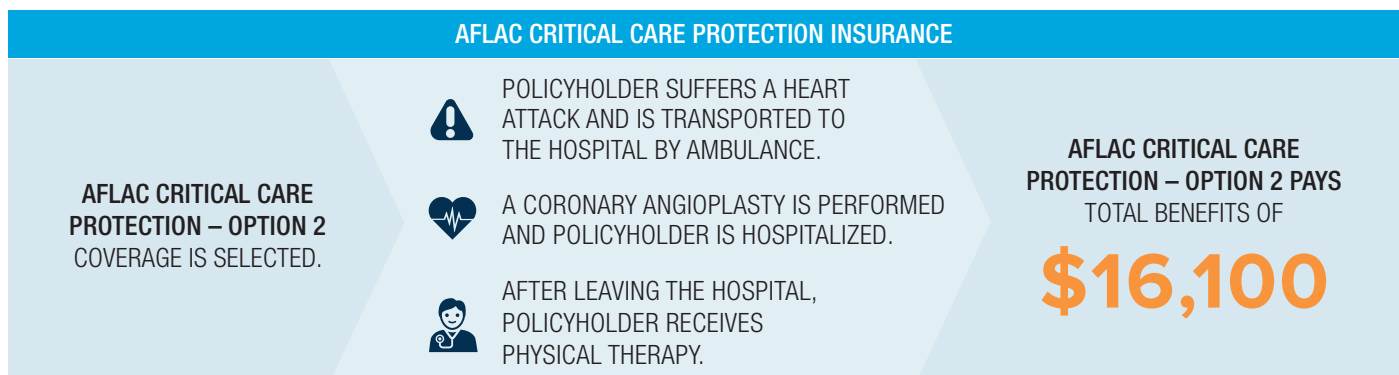 AFLAC CRITICAL CARE PROTECTION INSURANCE
AFLAC CRITICAL CARE
PROTECTION – OPTION 2
COVERAGE IS SELECTED.
POLICYHOLDER SUFFERS A HEART
ATTACK AND IS TRANSPORTED TO
THE HOSPITAL BY AMBULANCE.
A CORONARY ANGIOPLASTY IS PERFORMED
AND POLICYHOLDER IS HOSPITALIZED.
AFTER LEAVING THE HOSPITAL,
POLICYHOLDER RECEIVES
PHYSICAL THERAPY.
AFLAC CRITICAL CARE
PROTECTION – OPTION 2 PAYS
TOTAL BENEFITS OF
$16,100